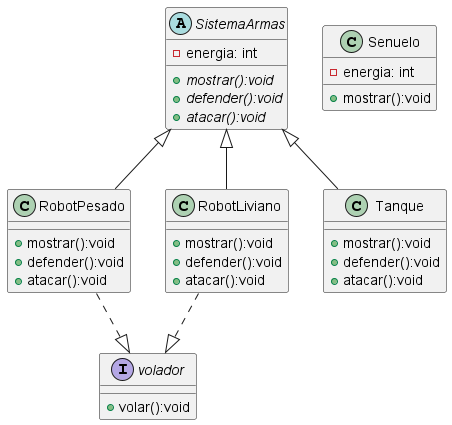 A SistemaArmas
energia: int
mostrar():void
defender():void
atacar():void
C Senuelo
energia: int
mostrar():void
C RobotPesado
mostrar():void
defender():void
atacar():void
C RobotLiviano
mostrar():void
defender():void
atacar():void
C Tanque
mostrar():void
defender():void
atacar():void
I volador
volar():void